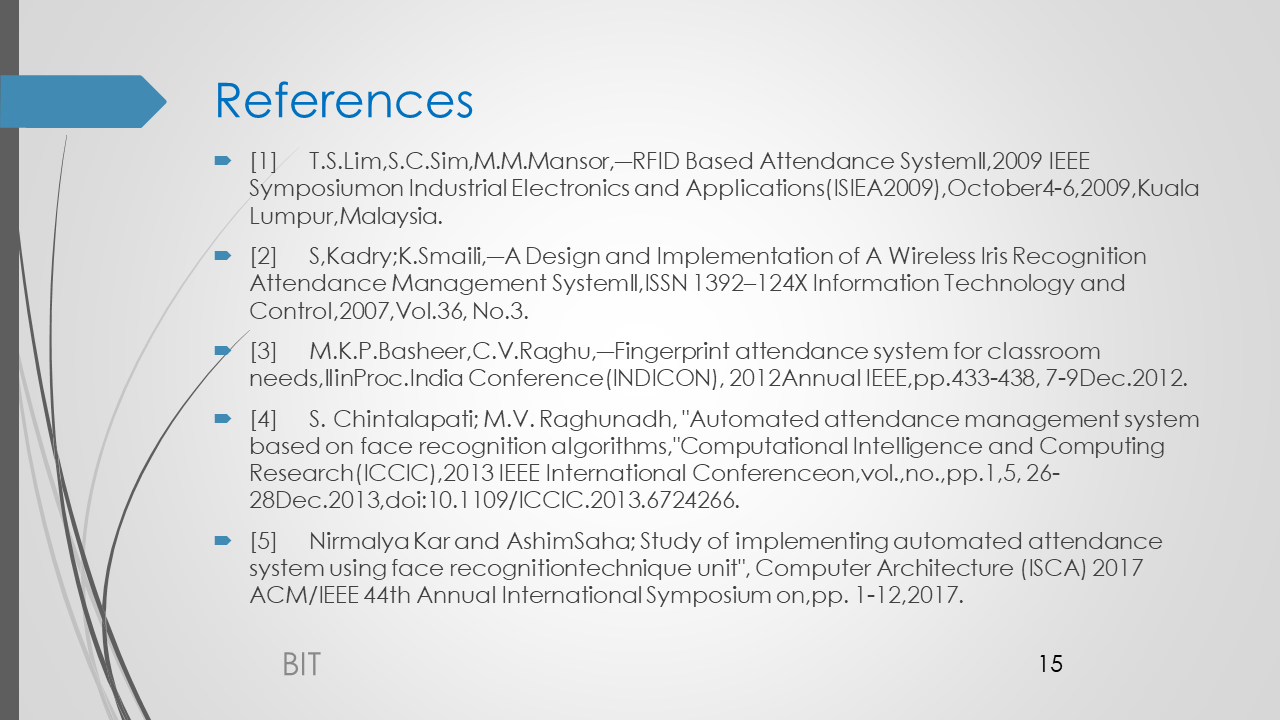 References
[1] T.S.Lim,S.C.Sim,M.M.Mansor,―RFID Based Attendance Systemǁ,2009 IEEE
Symposiumon Industrial Electronics and Applications(ISIEA2009),October4-6,2009,Kuala
Lumpur,Malaysia.
[2] S,Kadry;K.Smaili,―A Design and Implementation of A Wireless Iris Recognition
Attendance Management Systemǁ,ISSN 1392–124X Information Technology and
Control,2007,Vol.36, No.3.
[3] M.K.P.Basheer,C.V.Raghu,―Fingerprint attendance system for classroom
needs,ǁinProc.India Conference(INDICON), 2012Annual IEEE,pp.433-438, 7-9Dec.2012.
[4] S. Chintalapati; M.V. Raghunadh, "Automated attendance management system
based on face recognition algorithms,"Computational Intelligence and Computing
Research(ICCIC),2013 IEEE International Conferenceon,vol.,no.,pp.1,5, 26-
28Dec.2013,doi:10.1109/ICCIC.2013.6724266.
[5] Nirmalya Kar and AshimSaha; Study of implementing automated attendance
system using face recognitiontechnique unit", Computer Architecture (ISCA) 2017
ACM/IEEE 44th Annual International Symposium on,pp. 1-12,2017.
BIT
15